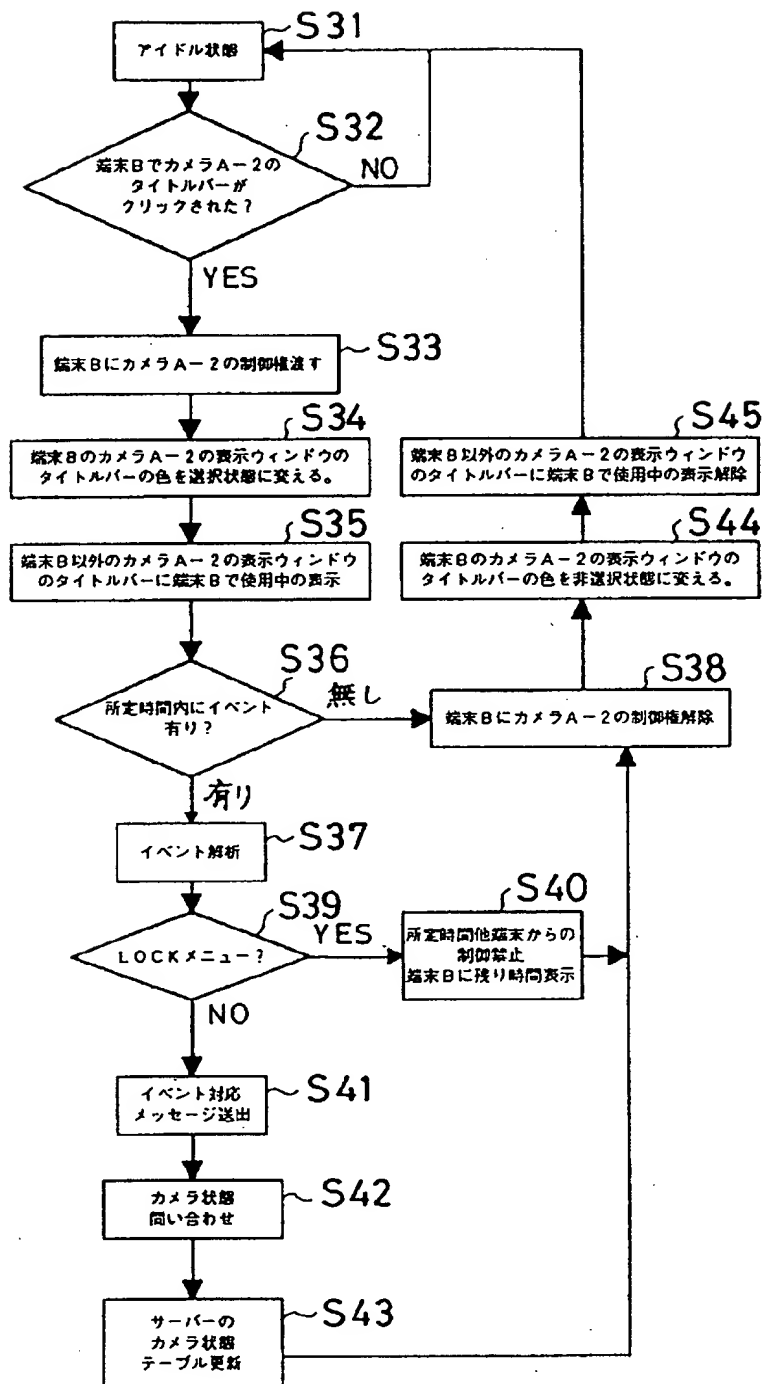 S31
アイドル状態
S32
端末BでカメラA－2の
タイトルバーが
クリックされた？
NO
YES
S33
端末BにカメラA－2の制御権渡す
S34
端末BのカメラA－2の表示ウィンドウの
タイトルバーの色を選択状態に変える。
S35
端末B以外のカメラA－2の表示ウィンドウ
のタイトルバーに端末Bで使用中の表示
S45
端末B以外のカメラA－2の表示ウィンドウ
のタイトルバーに端末Bで使用中の表示解除
S44
端末BのカメラA－2の表示ウィンドウの
タイトルバーの色を非選択状態に変える。
S36
所定時間内にイベント
有り？
無し
有り
S38
端末BにカメラA－2の制御権解除
S37
イベント解析
S39
LOCKメニュー？
YES
NO
S40
所定時間他端末からの
制御禁止
端末Bに残り時間表示
S41
イベント対応
メッセージ送出
S42
カメラ状態
問い合わせ
S43
サーバーの
カメラ状態
テーブル更新